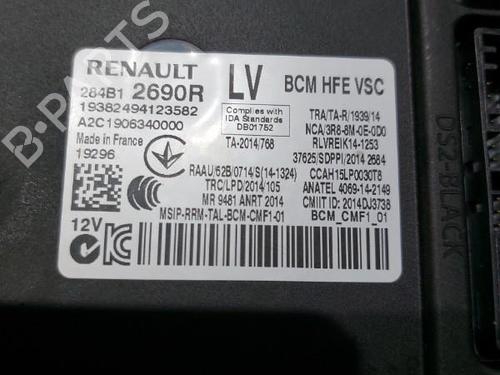 RENAULT LV BCM HFE VSC
284B1 2690R
19382494123582
A2C1906340000
Made in France
19296
12V
Complies with
IDA Standards
DB01752
TA-2014/768
TRA/TA-R/1939/14
NCA/3R8-8M-0E-0D0
RLVREIK14-1253
37625/SDPPI/2014 2684
RAAU/62B/0714/S(14-1324)
CCAH15LP0030T8
TRC/LPD/2014/105
ANATEL 4069-14-2149
MR 9481 ANRT 2014
CMIIT ID: 2014DJ3738
MSIP-RRM-TAL-BCM-CMF1-01
BCM_CMF1_01
DS2-BLACK
B-PARTS